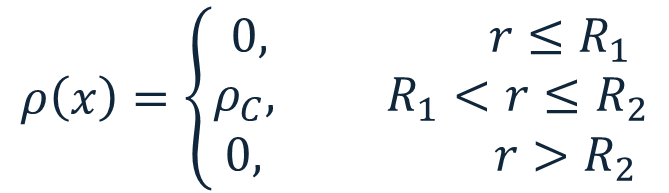 0, r ≤ R₁
ρ(x) = { ρ_C, R₁ < r ≤ R₂
0, r > R₂